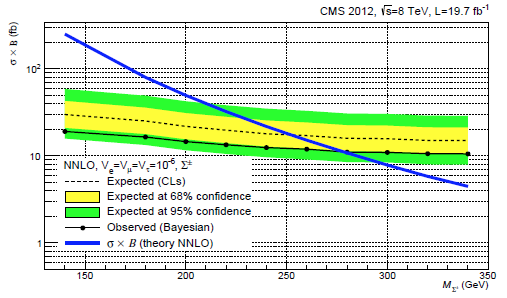 CMS 2012, √s=8 TeV, L=19.7 fb⁻¹
σ × B (fb)
10²
10
1
NNLO, Vₑ=V_μ=V_τ=10⁻⁶, Σ±
Expected (CLs)
Expected at 68% confidence
Expected at 95% confidence
Observed (Bayesian)
σ × B (theory NNLO)
150 200 250 300 350
M_Σ± (GeV)